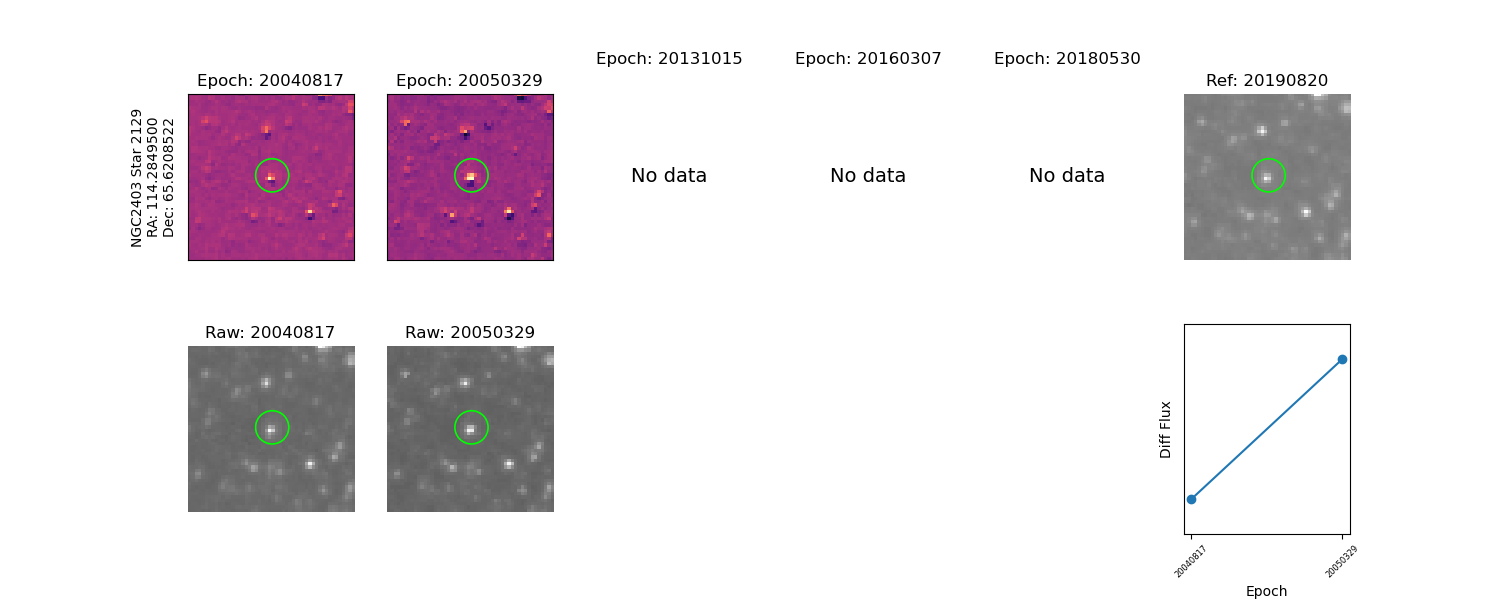 Epoch: 20040817
Epoch: 20050329
Epoch: 20131015
Epoch: 20160307
Epoch: 20180530
Ref: 20190820
NGC2403 Star 2129
RA: 114.2849500
Dec: 65.6208522
No data
No data
No data
Raw: 20040817
Raw: 20050329
Diff Flux
20040817
20050329
Epoch